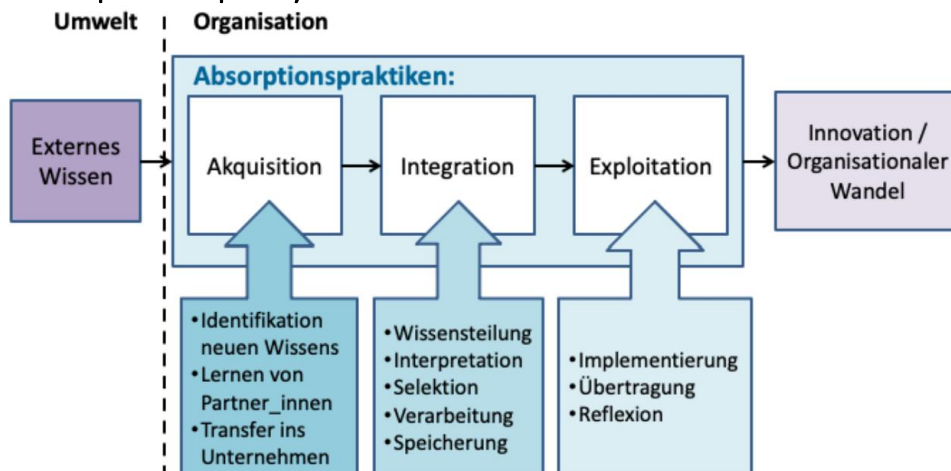 Umwelt
Organisation
Absorptionspraktiken:
Externes
Wissen
Akquisition
Integration
Exploitation
Innovation /
Organisationaler
Wandel
•Identifikation
neuen Wissens
•Lernen von
Partner_innen
•Transfer ins
Unternehmen
•Wissensteilung
•Interpretation
•Selektion
•Verarbeitung
•Speicherung
•Implementierung
•Übertragung
•Reflexion